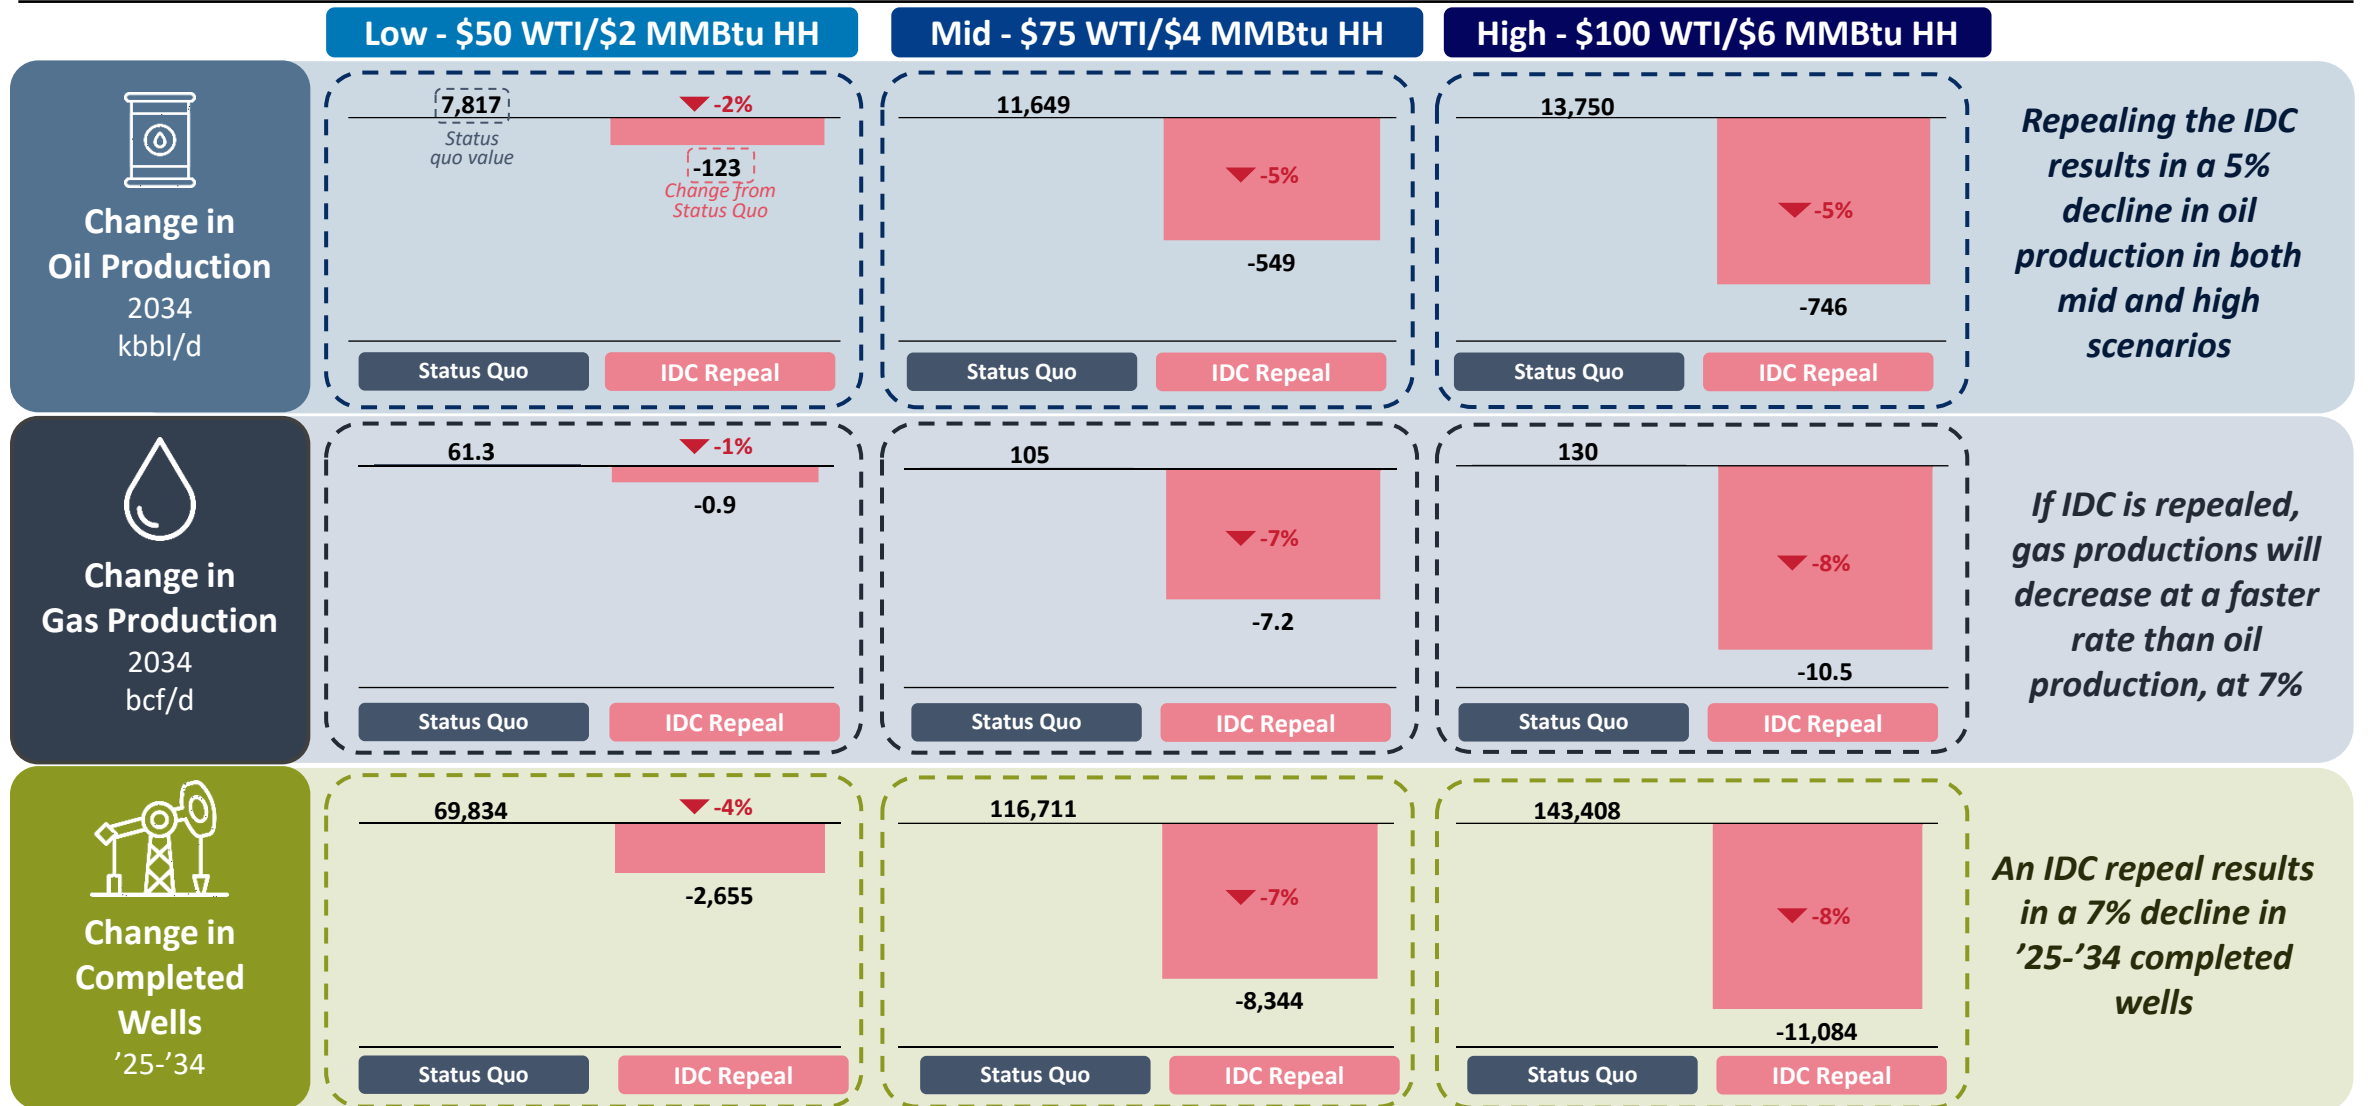 Low - $50 WTI/$2 MMBtu HH
Mid - $75 WTI/$4 MMBtu HH
High - $100 WTI/$6 MMBtu HH
Change in
Oil Production
2034
kbbl/d
7,817
Status
quo value
-2%
-123
Change from
Status Quo
Status Quo
IDC Repeal
11,649
-5%
-549
Status Quo
IDC Repeal
13,750
-5%
-746
Status Quo
IDC Repeal
Repealing the IDC
results in a 5%
decline in oil
production in both
mid and high
scenarios
Change in
Gas Production
2034
bcf/d
61.3
-1%
-0.9
Status Quo
IDC Repeal
105
-7%
-7.2
Status Quo
IDC Repeal
130
-8%
-10.5
Status Quo
IDC Repeal
If IDC is repealed,
gas productions will
decrease at a faster
rate than oil
production, at 7%
Change in
Completed
Wells
’25-’34
69,834
-4%
-2,655
Status Quo
IDC Repeal
116,711
-7%
-8,344
Status Quo
IDC Repeal
143,408
-8%
-11,084
Status Quo
IDC Repeal
An IDC repeal results
in a 7% decline in
’25-’34 completed
wells